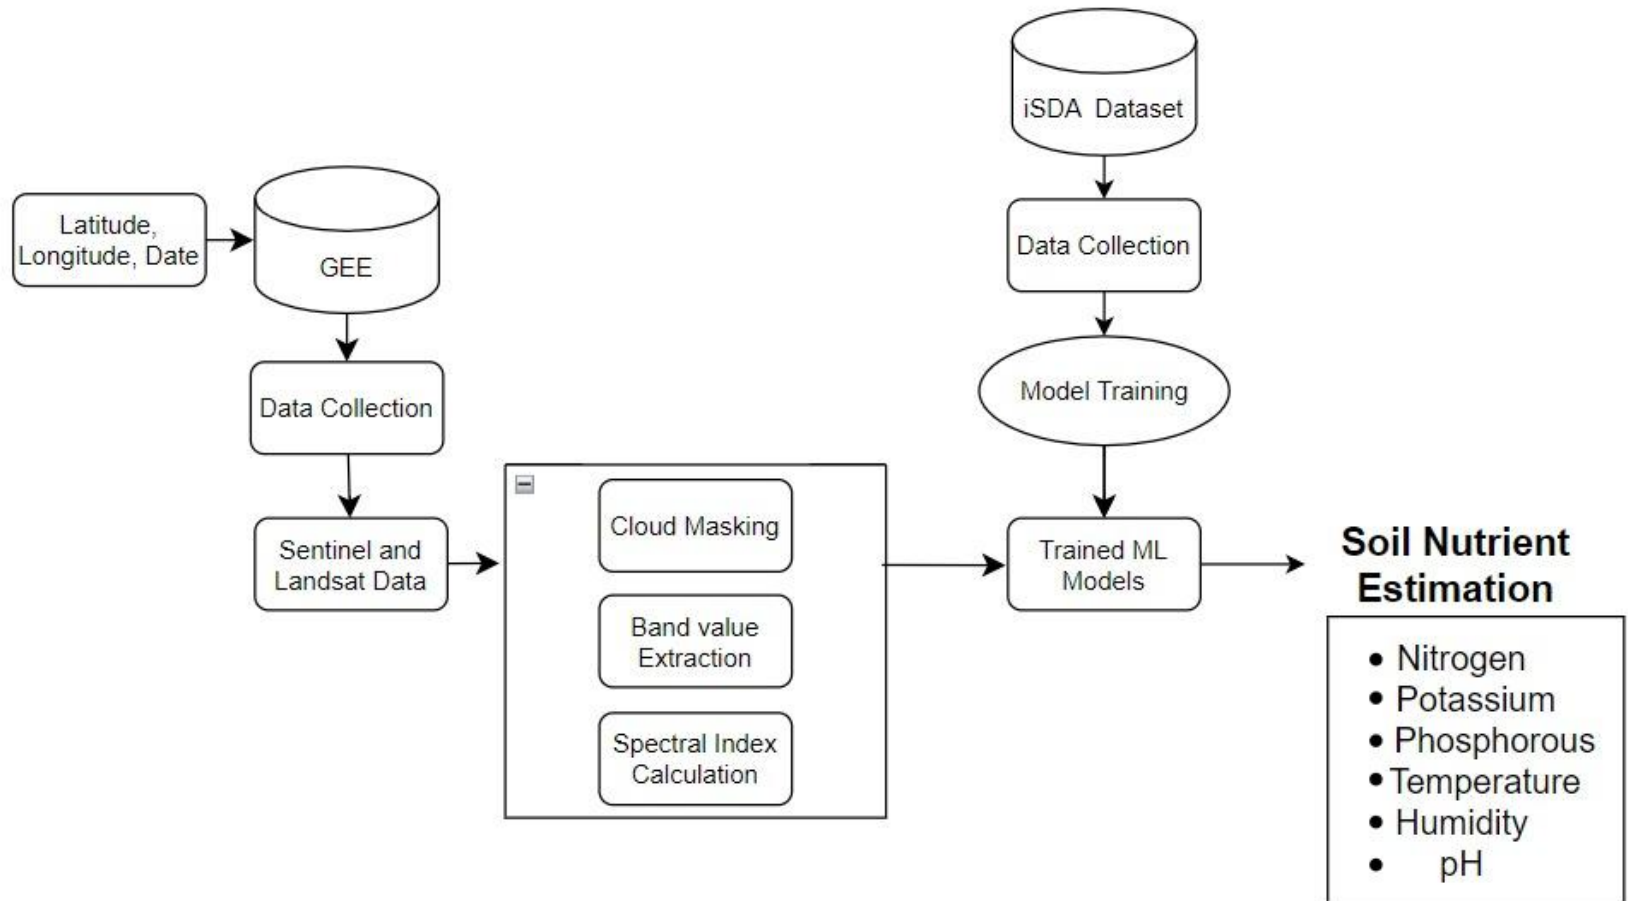 iSDA  Dataset
Latitude,
Longitude, Date
GEE
Data Collection
Data Collection
Model Training
Sentinel and
Landsat Data
Cloud Masking
Band value
Extraction
Spectral Index
Calculation
Trained ML
Models
Soil Nutrient
Estimation
• Nitrogen
• Potassium
• Phosphorous
• Temperature
• Humidity
• pH